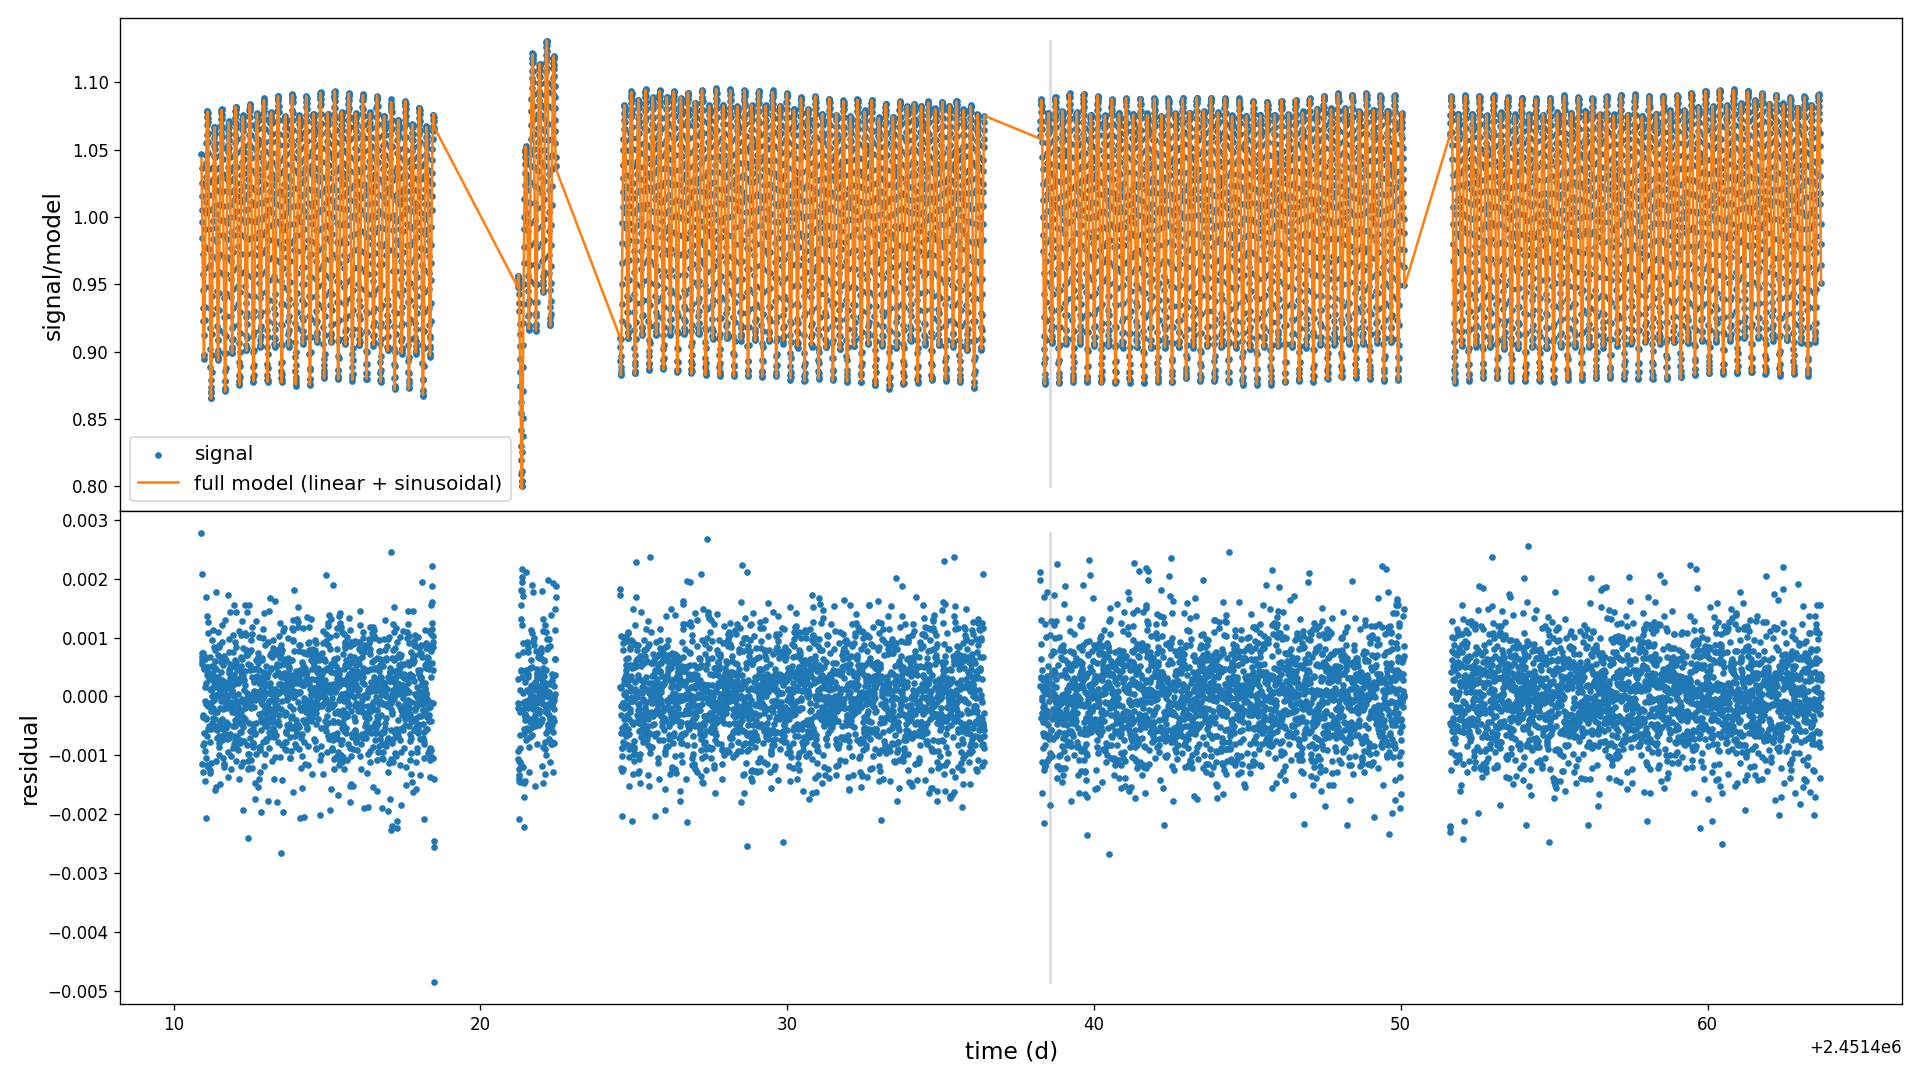 signal/model
1.10
1.05
1.00
0.95
0.90
0.85
0.80
signal
full model (linear + sinusoidal)
residual
0.003
0.002
0.001
0.000
−0.001
−0.002
−0.003
−0.004
−0.005
10 20 30 40 50 60
time (d)
+2.4514e6